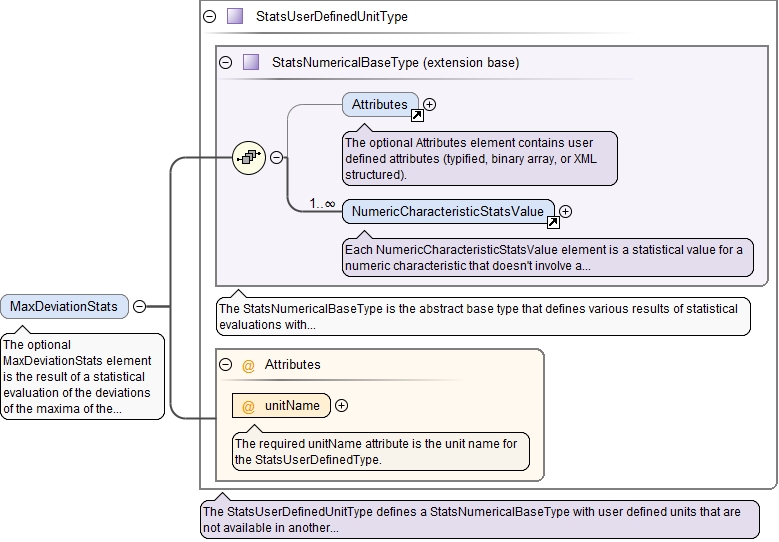 StatsUserDefinedUnitType
StatsNumericalBaseType (extension base)
Attributes
The optional Attributes element contains user
defined attributes (typified, binary array, or XML
structured).
1..∞
NumericCharacteristicStatsValue
Each NumericCharacteristicStatsValue element is a statistical value for a
numeric characteristic that doesn't involve a...
The StatsNumericalBaseType is the abstract base type that defines various results of statistical
evaluations with...
MaxDeviationStats
The optional
MaxDeviationStats element
is the result of a statistical
evaluation of the deviations
of the maxima of the...
@ Attributes
@ unitName
The required unitName attribute is the unit name for
the StatsUserDefinedType.
The StatsUserDefinedUnitType defines a StatsNumericalBaseType with user defined units that are
not available in another...